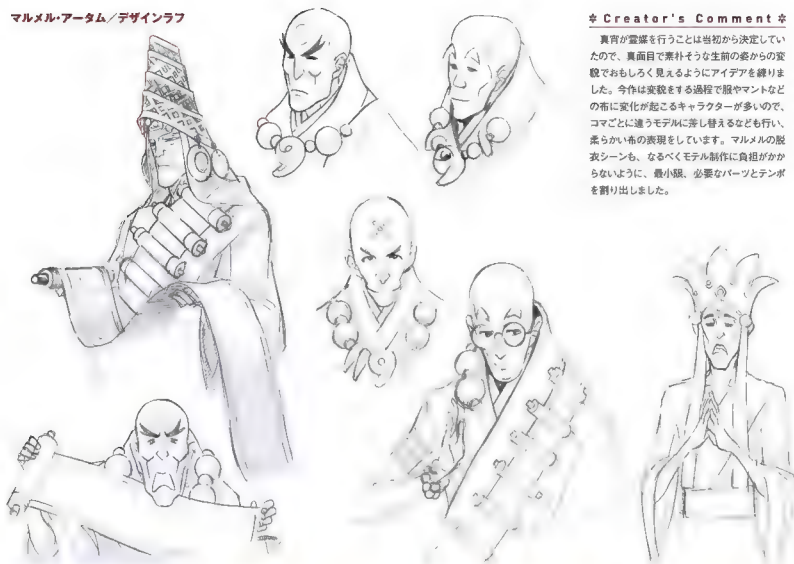 マルメル・アータム／デザインラフ
✲ Creator's Comment ✲
真宵が霊媒を行うことは当初から決定してい
たので、真面目で素朴そうな生前の姿からの変
貌でおもしろく見えるようにアイデアを練りま
した。今作は変貌をする過程で服やマントなど
の布に変化が起こるキャラクターが多いので、
コマごとに違うモデルに差し替えるなども行い、
柔らかい布の表現をしています。マルメルの脱
衣シーンも、なるべくモデル制作に負担がかか
らないように、最小限、必要なパーツとテンポ
を割り出しました。